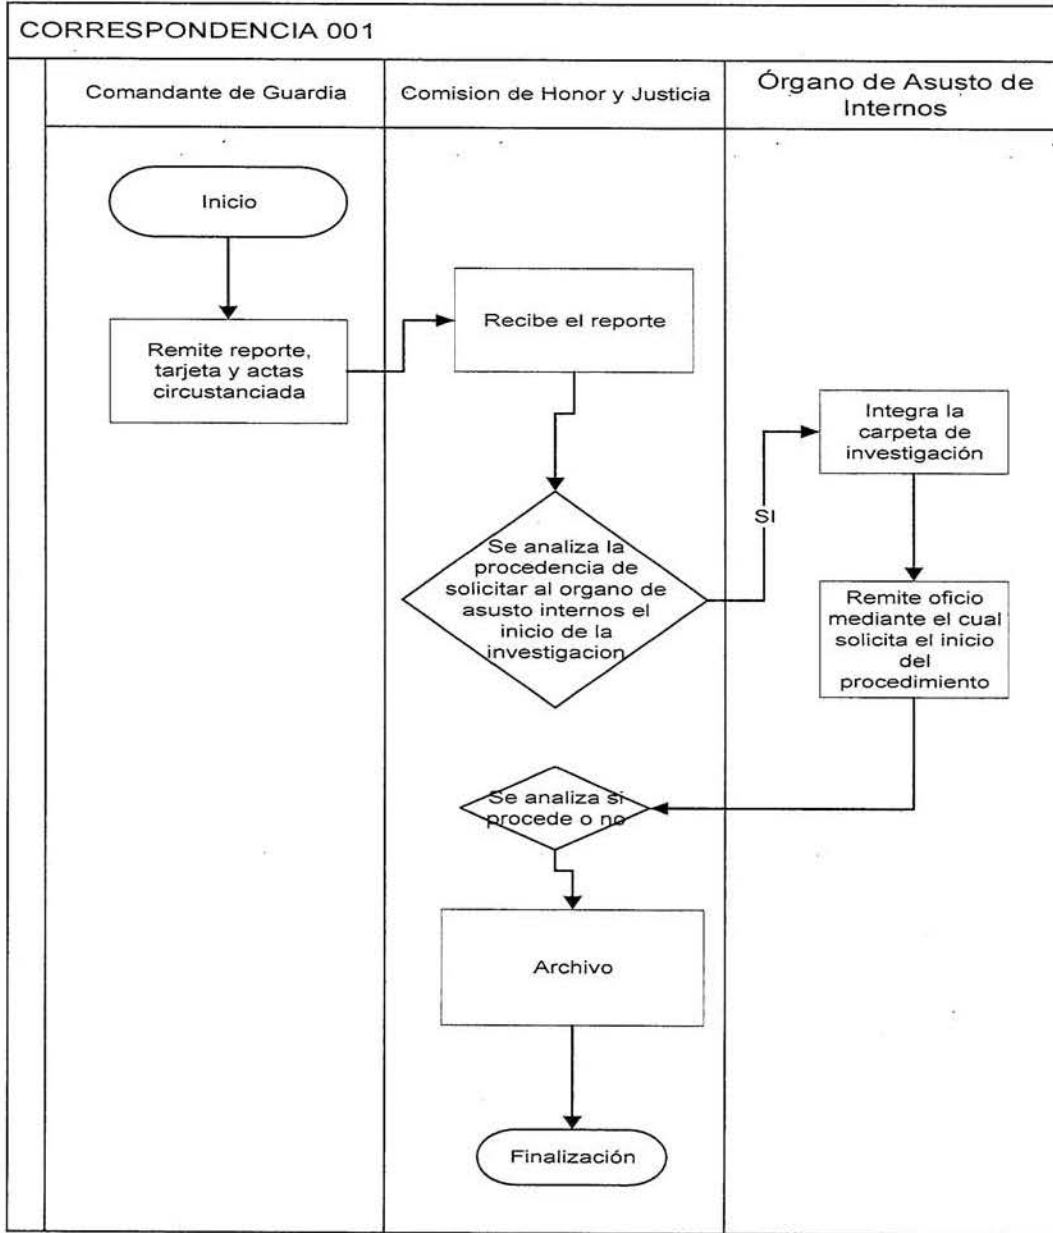 CORRESPONDENCIA 001
Comandante de Guardia
Comision de Honor y Justicia
Órgano de Asusto de
Internos
Inicio
Remite reporte,
tarjeta y actas
circustanciada
Recibe el reporte
Se analiza la
procedencia de
solicitar al organo de
asusto internos el
inicio de la
investigacion
SI
Integra la
carpeta de
investigación
Remite oficio
mediante el cual
solicita el inicio
del
procedimiento
Se analiza si
procede o no
Archivo
Finalización